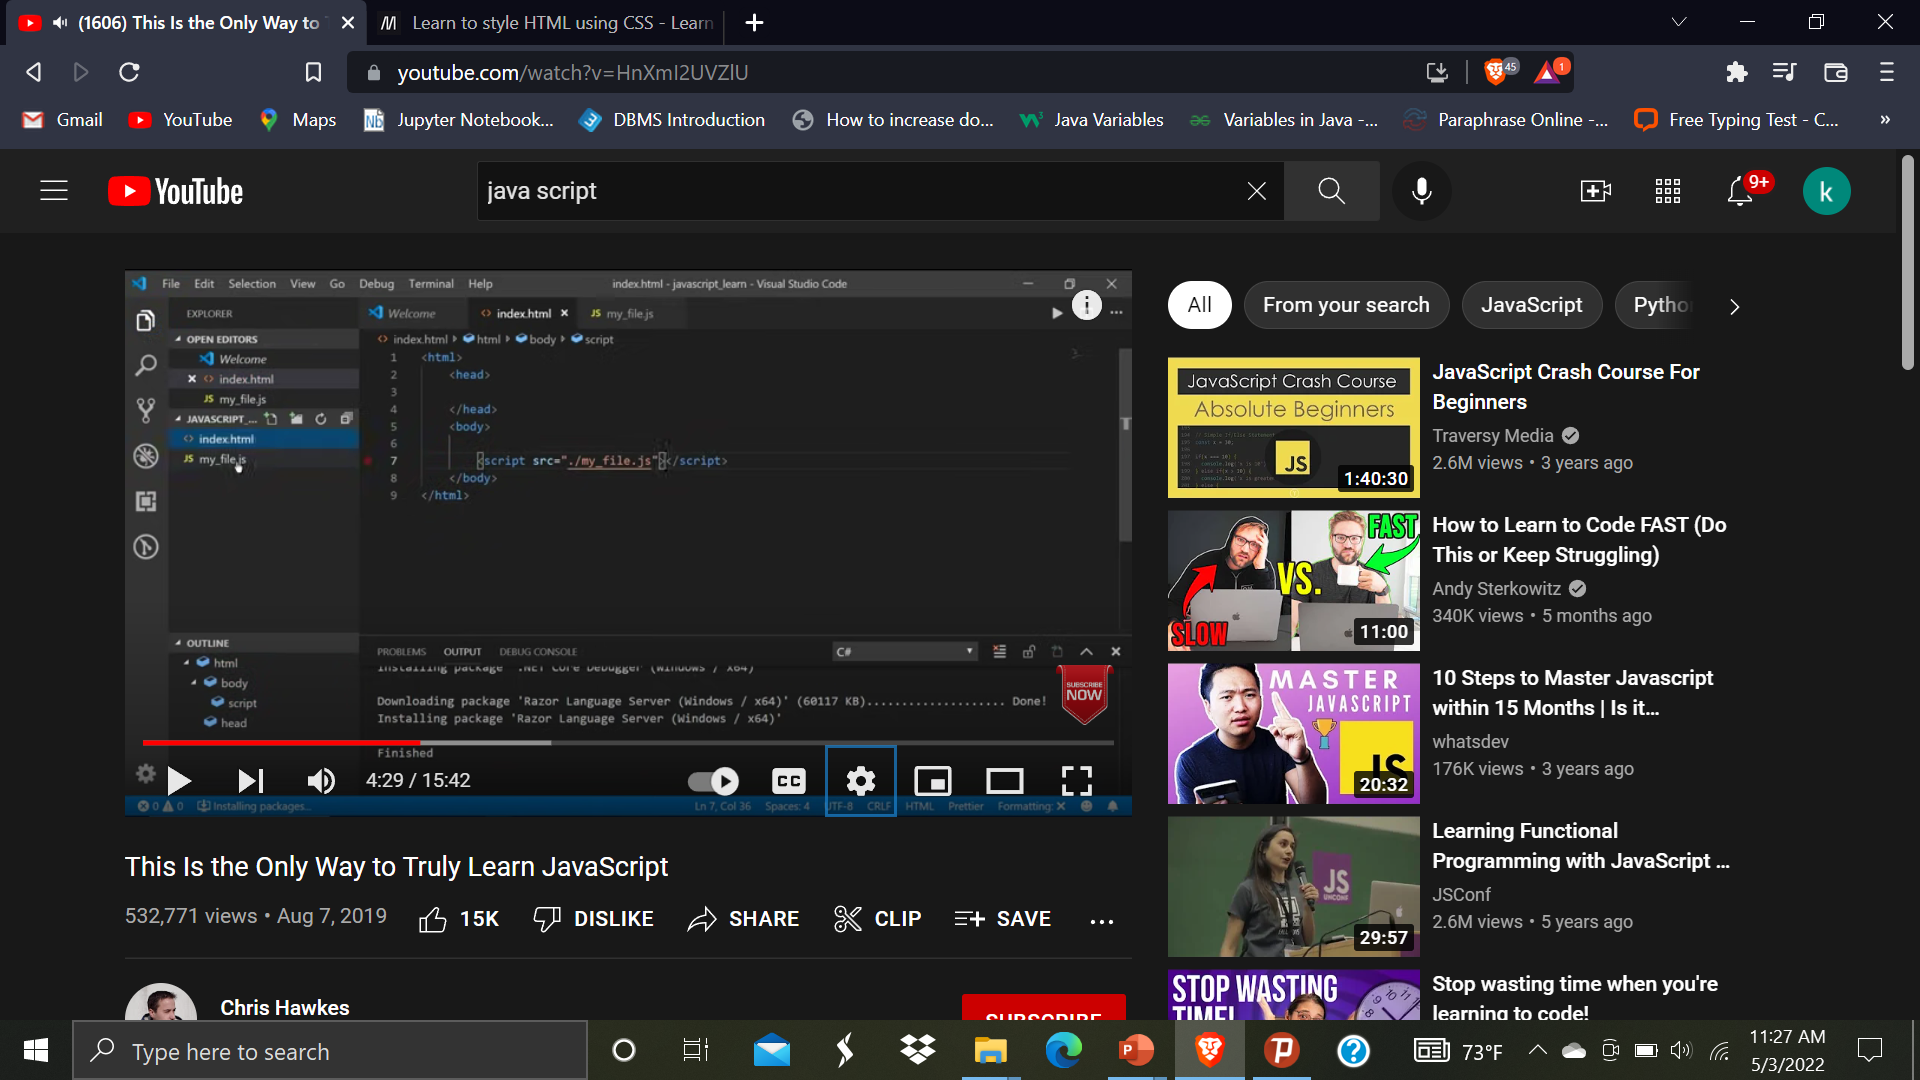 (1606) This Is the Only Way to
Learn to style HTML using CSS - Learn
youtube.com/watch?v=HnXmI2UVZlU
45
1
Gmail
YouTube
Maps
Jupyter Notebook...
DBMS Introduction
How to increase do...
Java Variables
Variables in Java -...
Paraphrase Online -...
Free Typing Test - C...
»
YouTube
java script
9+
k
File Edit Selection View Go Debug Terminal Help
index.html - javascript_learn - Visual Studio Code
EXPLORER
Welcome
index.html
JS my_file.js
OPEN EDITORS
Welcome
index.html
JS my_file.js
JAVASCRIPT_...
index.html
JS my_file.js
index.html html body script
1 <html>
2 <head>
3
4 </head>
5 <body>
6
7 <script src="./my_file.js"></script>
8 </body>
9 </html>
OUTLINE
html
body
script
head
PROBLEMS OUTPUT DEBUG CONSOLE
C#
Installing package '.NET Core Debugger (Windows / x64)'
Downloading package 'Razor Language Server (Windows / x64)' (60117 KB).................... Done!
Installing package 'Razor Language Server (Windows / x64)'
Finished
SUBSCRIBE
NOW
4:29 / 15:42
CC
0 0 Installing packages...
Ln 7, Col 36 Spaces: 4 UTF-8 CRLF HTML Prettier Formatting: X
This Is the Only Way to Truly Learn JavaScript
532,771 views • Aug 7, 2019
15K
DISLIKE
SHARE
CLIP
SAVE
...
Chris Hawkes
SUBSCRIBE
All
From your search
JavaScript
Pytho
JavaScript Crash Course
Absolute Beginners
JS
1:40:30
JavaScript Crash Course For
Beginners
Traversy Media
2.6M views • 3 years ago
FAST
VS.
SLOW
11:00
How to Learn to Code FAST (Do
This or Keep Struggling)
Andy Sterkowitz
340K views • 5 months ago
MASTER
JAVASCRIPT
JS
20:32
10 Steps to Master Javascript
within 15 Months | Is it...
whatsdev
176K views • 3 years ago
JS
UNCONF
29:57
Learning Functional
Programming with JavaScript ...
JSConf
2.6M views • 5 years ago
STOP WASTING
TIME!
Stop wasting time when you're
learning to code!
Type here to search
73°F
11:27 AM
5/3/2022